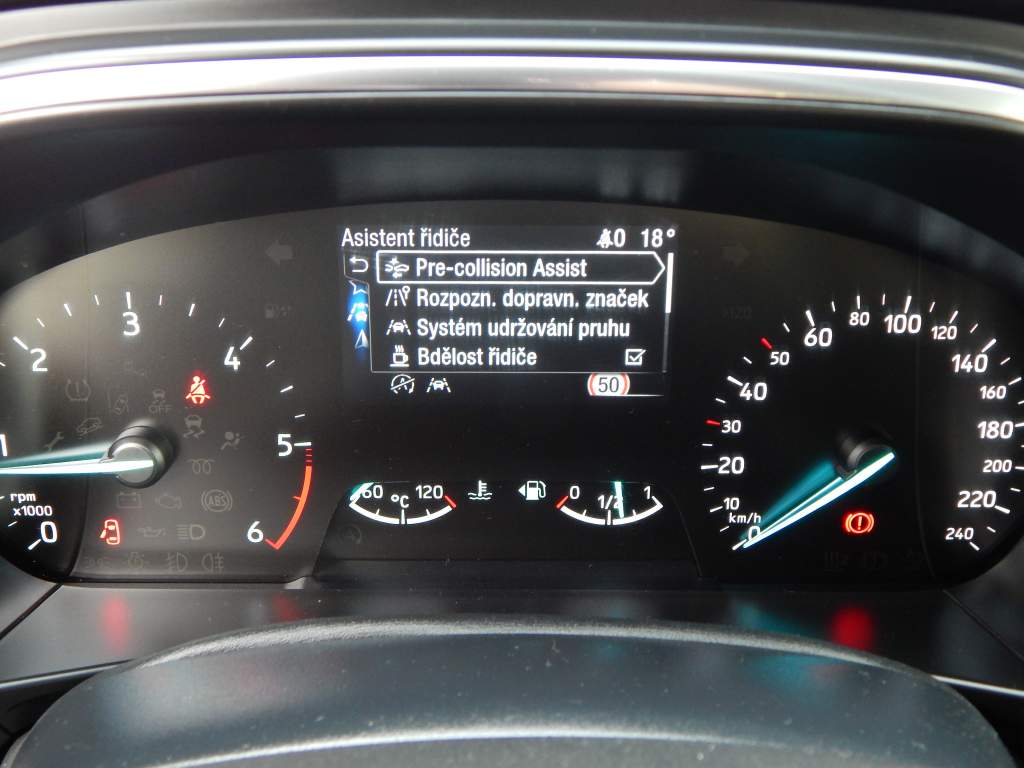 Asistent řidiče 0 18°
Pre-collision Assist
Rozpozn. dopravn. značek
Systém udržování pruhu
Bdělost řidiče
50
0 1 2 3 4 5 6
rpm
x1000
OFF
ABS
60 °C 120
0 1/2 1
0 10 20 30 40 50 60 80 100 120 140 160 180 200 220 240
km/h